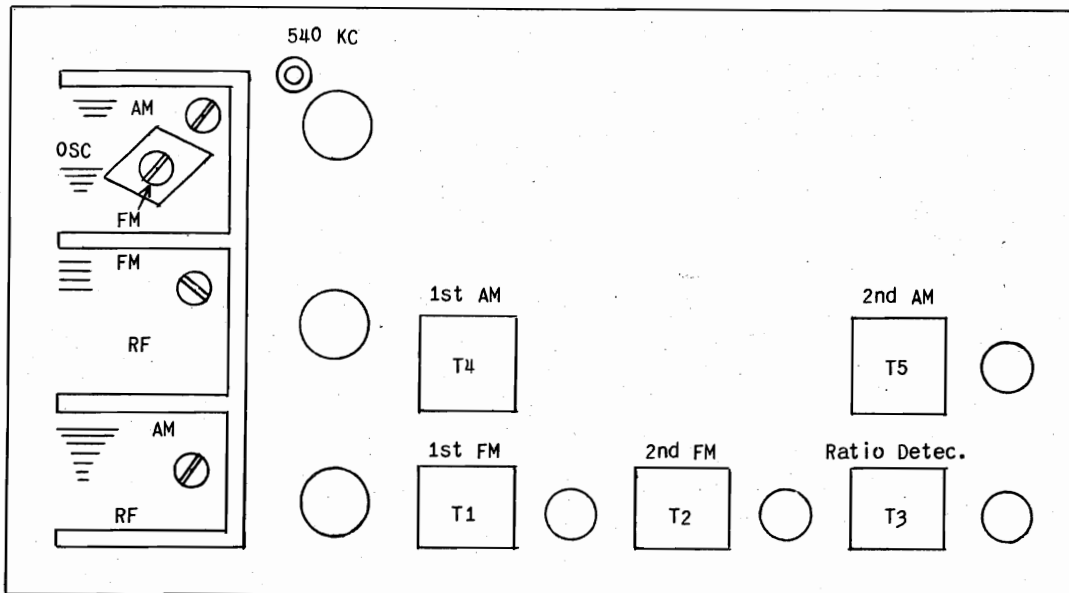 540 KC
AM
OSC
FM
FM
RF
AM
RF
1st AM
T4
2nd AM
T5
1st FM
T1
2nd FM
T2
Ratio Detec.
T3